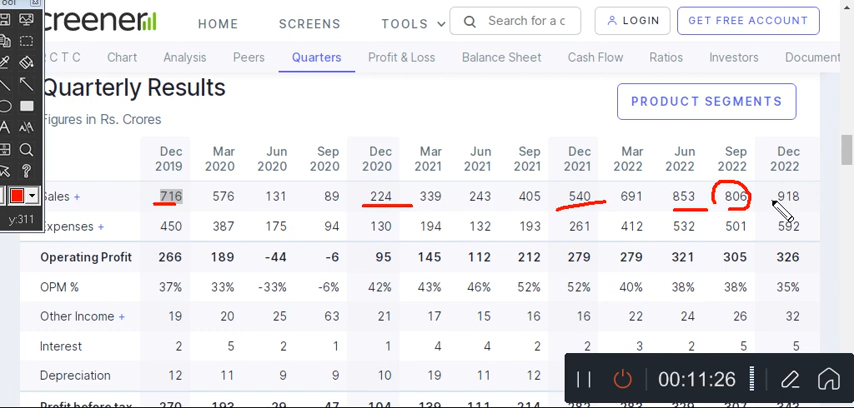 ool
creener
HOME
SCREENS
TOOLS
Search for a c
LOGIN
GET FREE ACCOUNT
R C T C
Chart
Analysis
Peers
Quarters
Profit & Loss
Balance Sheet
Cash Flow
Ratios
Investors
Document
Quarterly Results
Figures in Rs. Crores
PRODUCT SEGMENTS
Dec 2019 Mar 2020 Jun 2020 Sep 2020 Dec 2020 Mar 2021 Jun 2021 Sep 2021 Dec 2021 Mar 2022 Jun 2022 Sep 2022 Dec 2022
Sales + 716 576 131 89 224 339 243 405 540 691 853 806 918
Expenses + 450 387 175 94 130 194 132 193 261 412 532 501 592
Operating Profit 266 189 -44 -6 95 145 112 212 279 279 321 305 326
OPM % 37% 33% -33% -6% 42% 43% 46% 52% 52% 40% 38% 38% 35%
Other Income + 19 20 25 63 21 17 15 16 16 22 24 26 32
Interest 2 5 2 1 1 4 4 2 2 3 2 5 5
Depreciation 12 11 9 9 10 19 11 12
Profit before tax
y:311
00:11:26